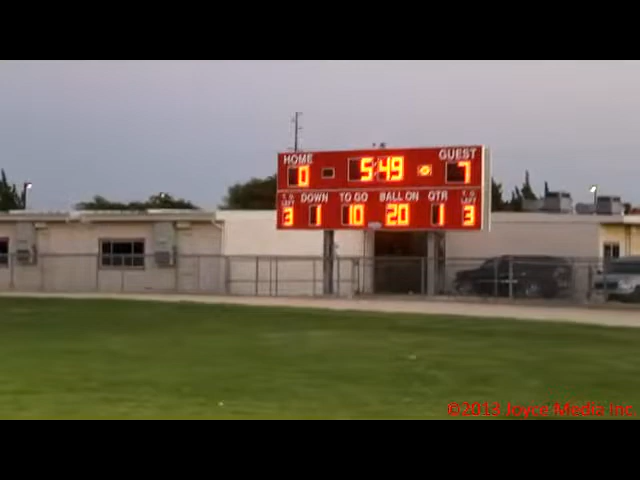 HOME 5:49 GUEST
0 7
T.O. LEFT DOWN TO GO BALL ON QTR T.O. LEFT
3 1 10 20 1 3
©2013 Joyce Media Inc.